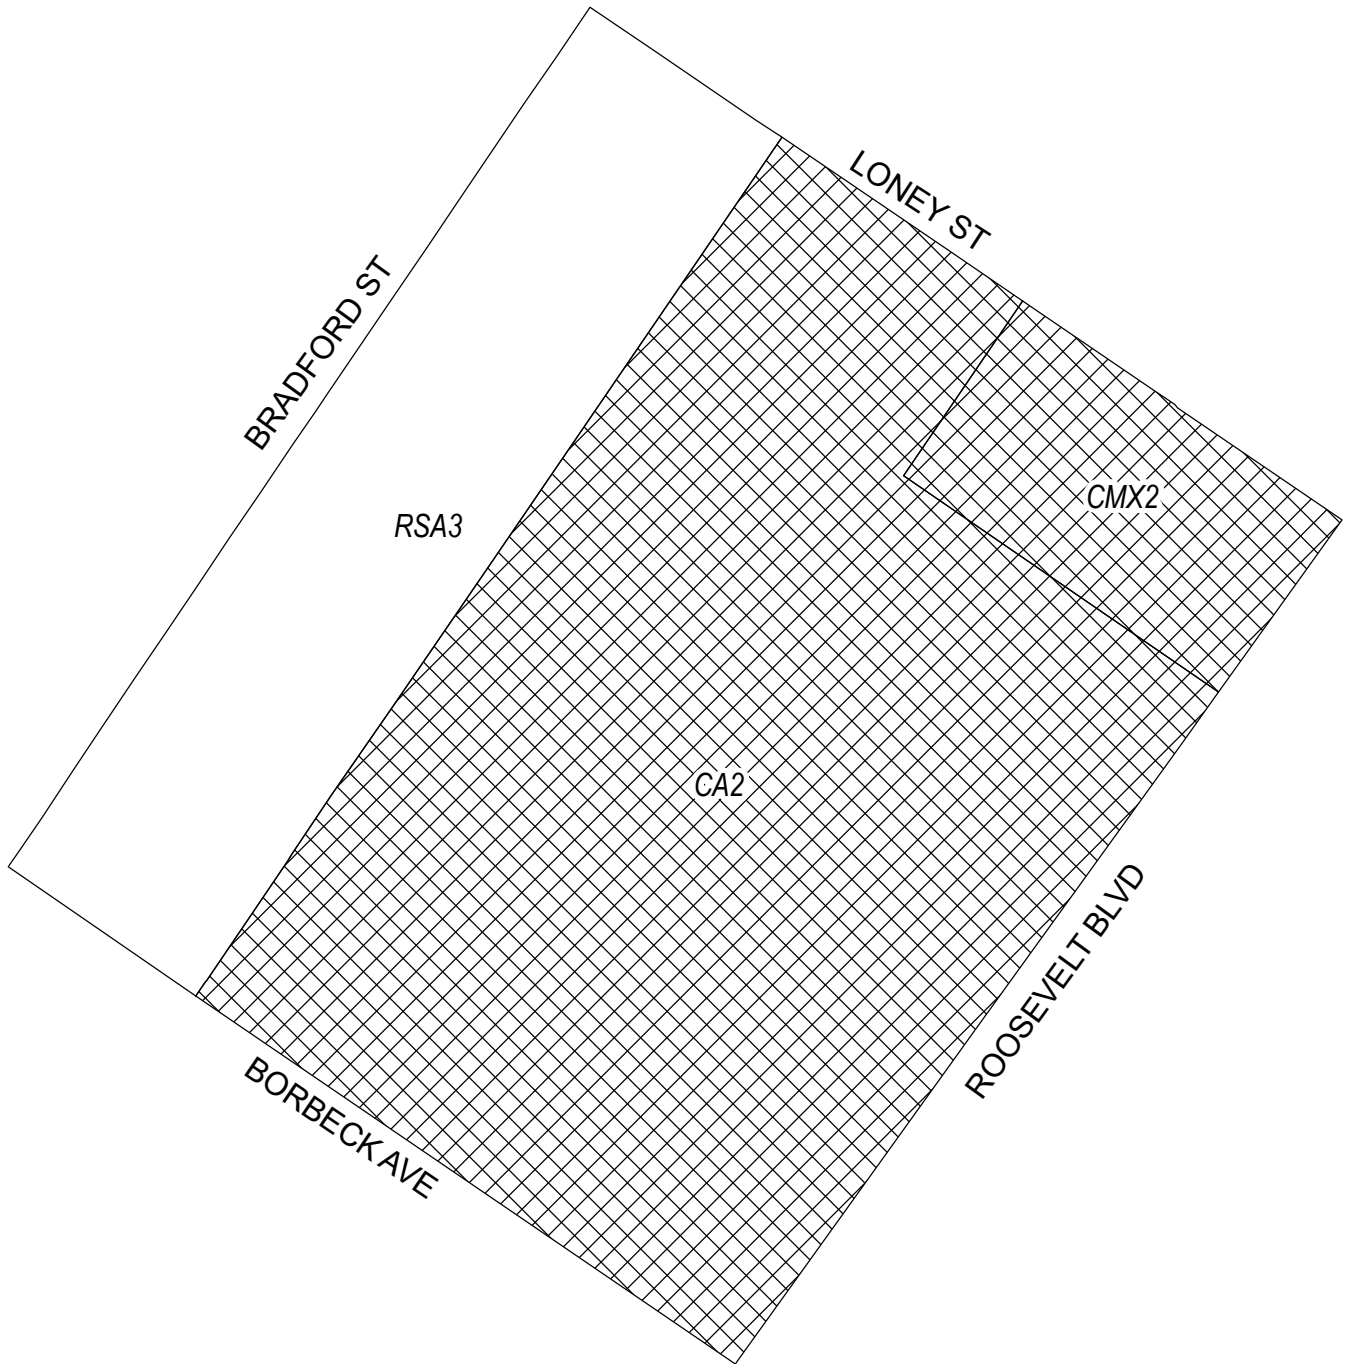 LONEY ST
BRADFORD ST
CMX2
RSA3
CA2
ROOSEVELT BLVD
BORBECK AVE